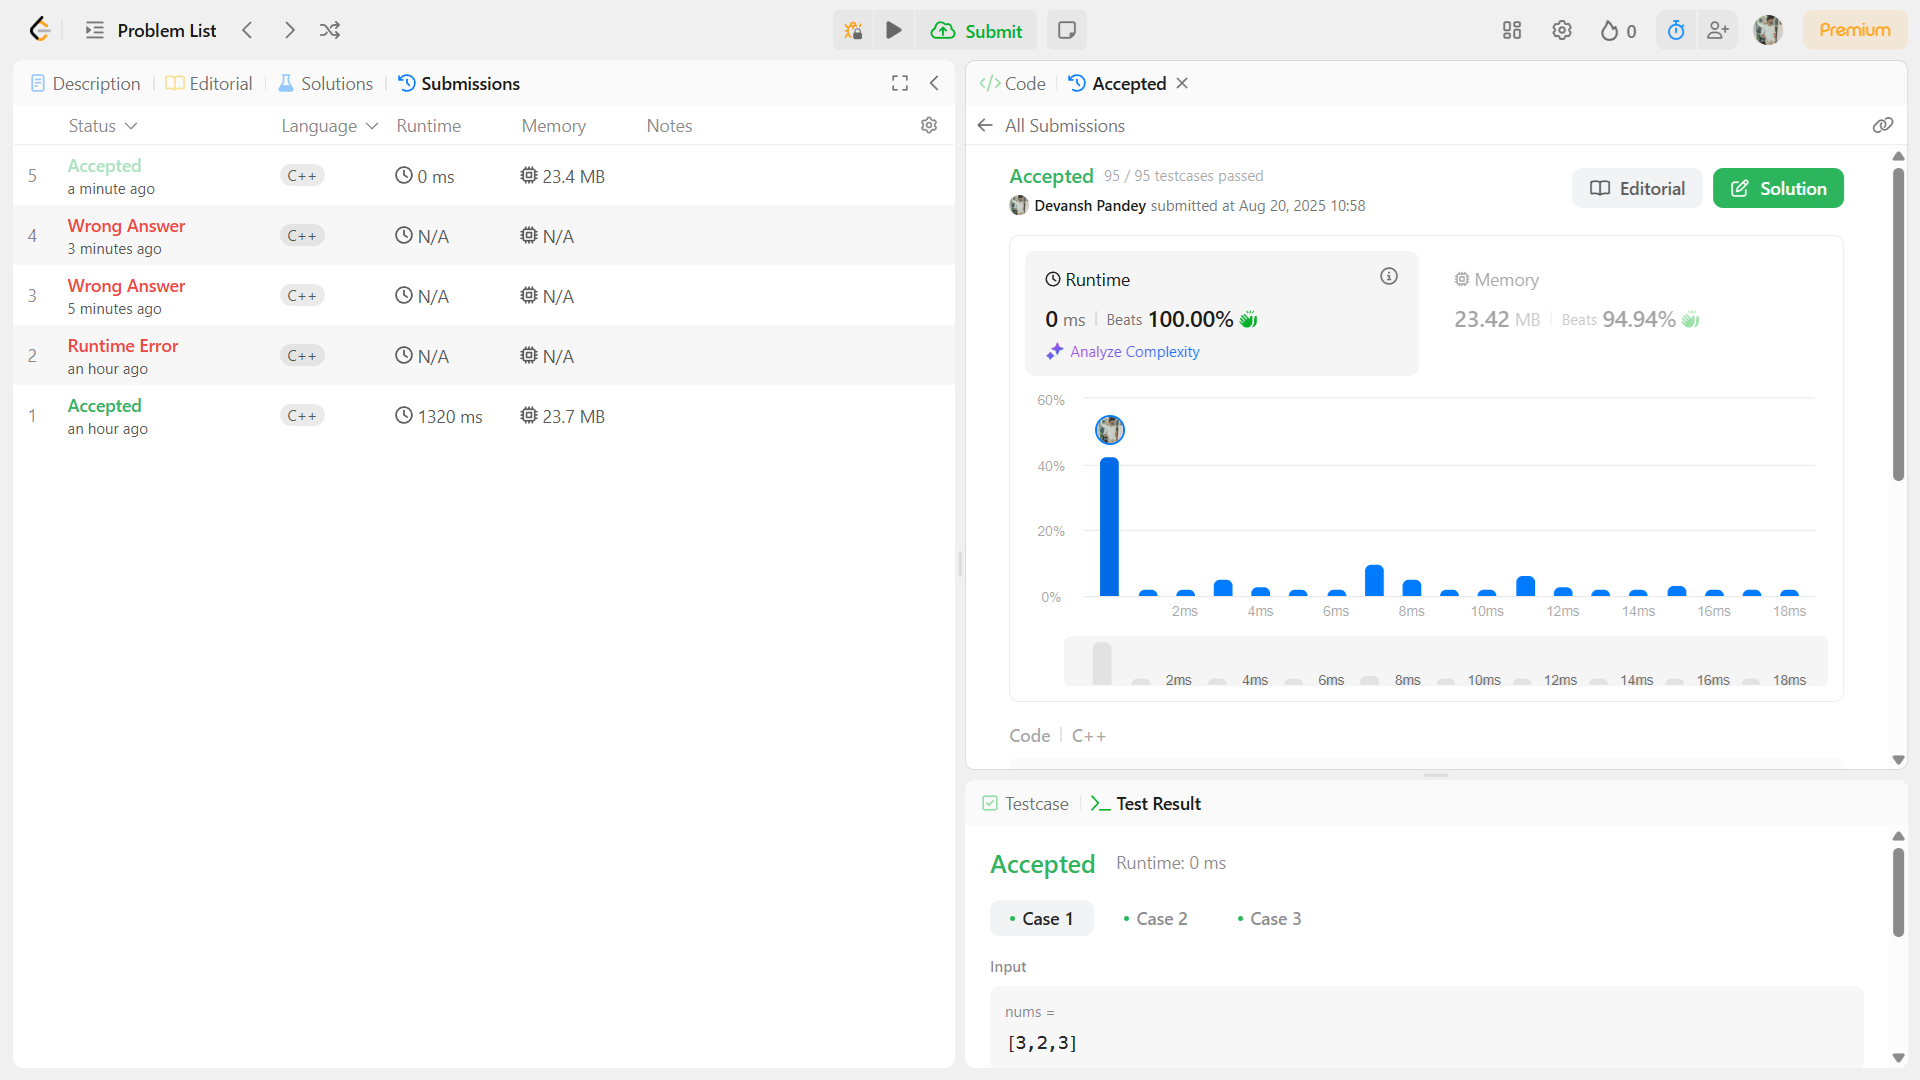 Problem List
Submit
0
Premium
Description
Editorial
Solutions
Submissions
Status
Language
Runtime
Memory
Notes
5
Accepted
a minute ago
C++
0 ms
23.4 MB
4
Wrong Answer
3 minutes ago
C++
N/A
N/A
3
Wrong Answer
5 minutes ago
C++
N/A
N/A
2
Runtime Error
an hour ago
C++
N/A
N/A
1
Accepted
an hour ago
C++
1320 ms
23.7 MB
</> Code
Accepted
All Submissions
Accepted 95 / 95 testcases passed
Devansh Pandey submitted at Aug 20, 2025 10:58
Editorial
Solution
Runtime
0 ms Beats 100.00%
Analyze Complexity
Memory
23.42 MB Beats 94.94%
60%
40%
20%
0%
2ms 4ms 6ms 8ms 10ms 12ms 14ms 16ms 18ms
2ms 4ms 6ms 8ms 10ms 12ms 14ms 16ms 18ms
Code C++
Testcase
Test Result
Accepted Runtime: 0 ms
Case 1
Case 2
Case 3
Input
nums =
[3,2,3]